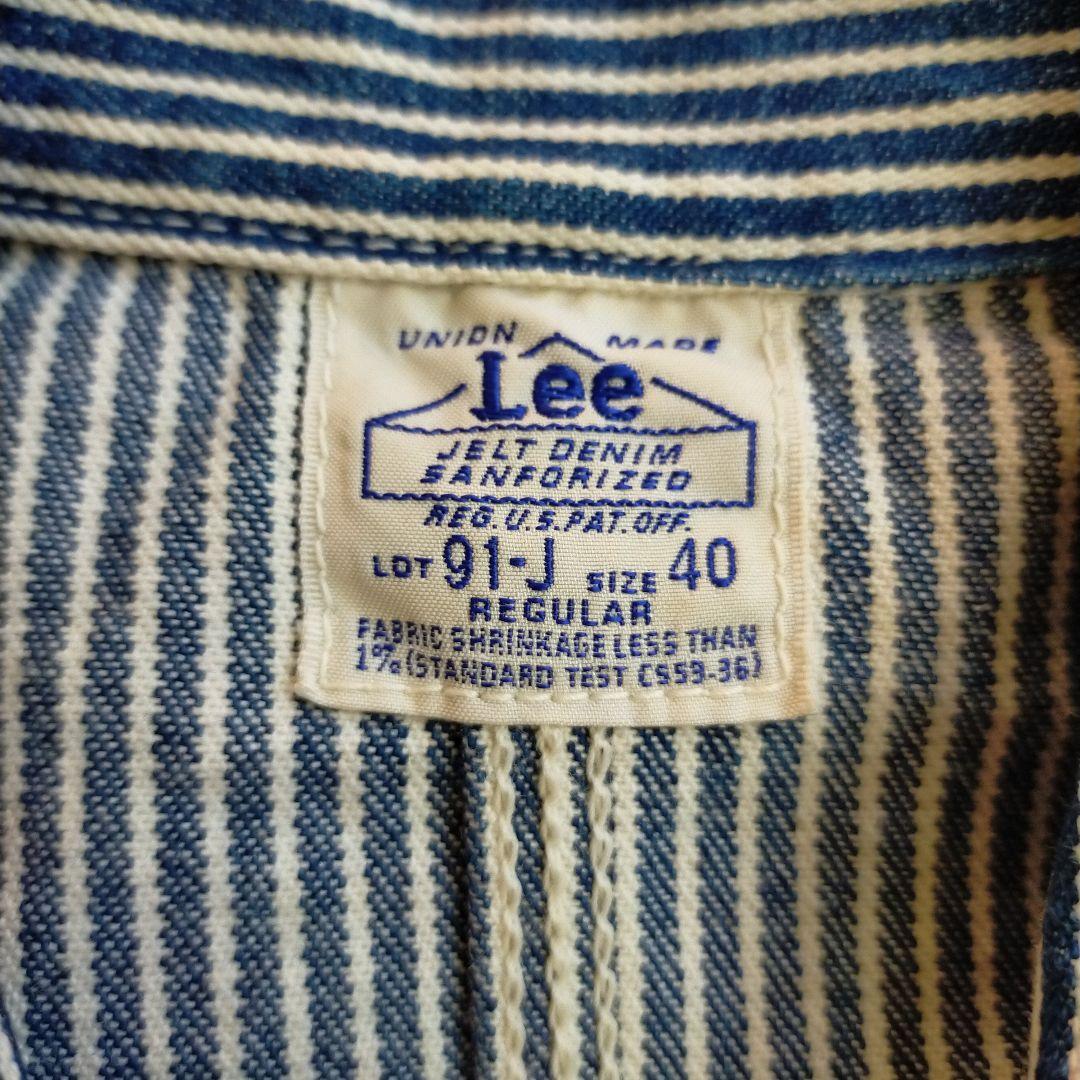 UNION MADE
Lee
JELT DENIM
SANFORIZED
REG. U.S. PAT. OFF.
LOT 91-J SIZE 40
REGULAR
FABRIC SHRINKAGE LESS THAN
1% (STANDARD TEST CS59-36)